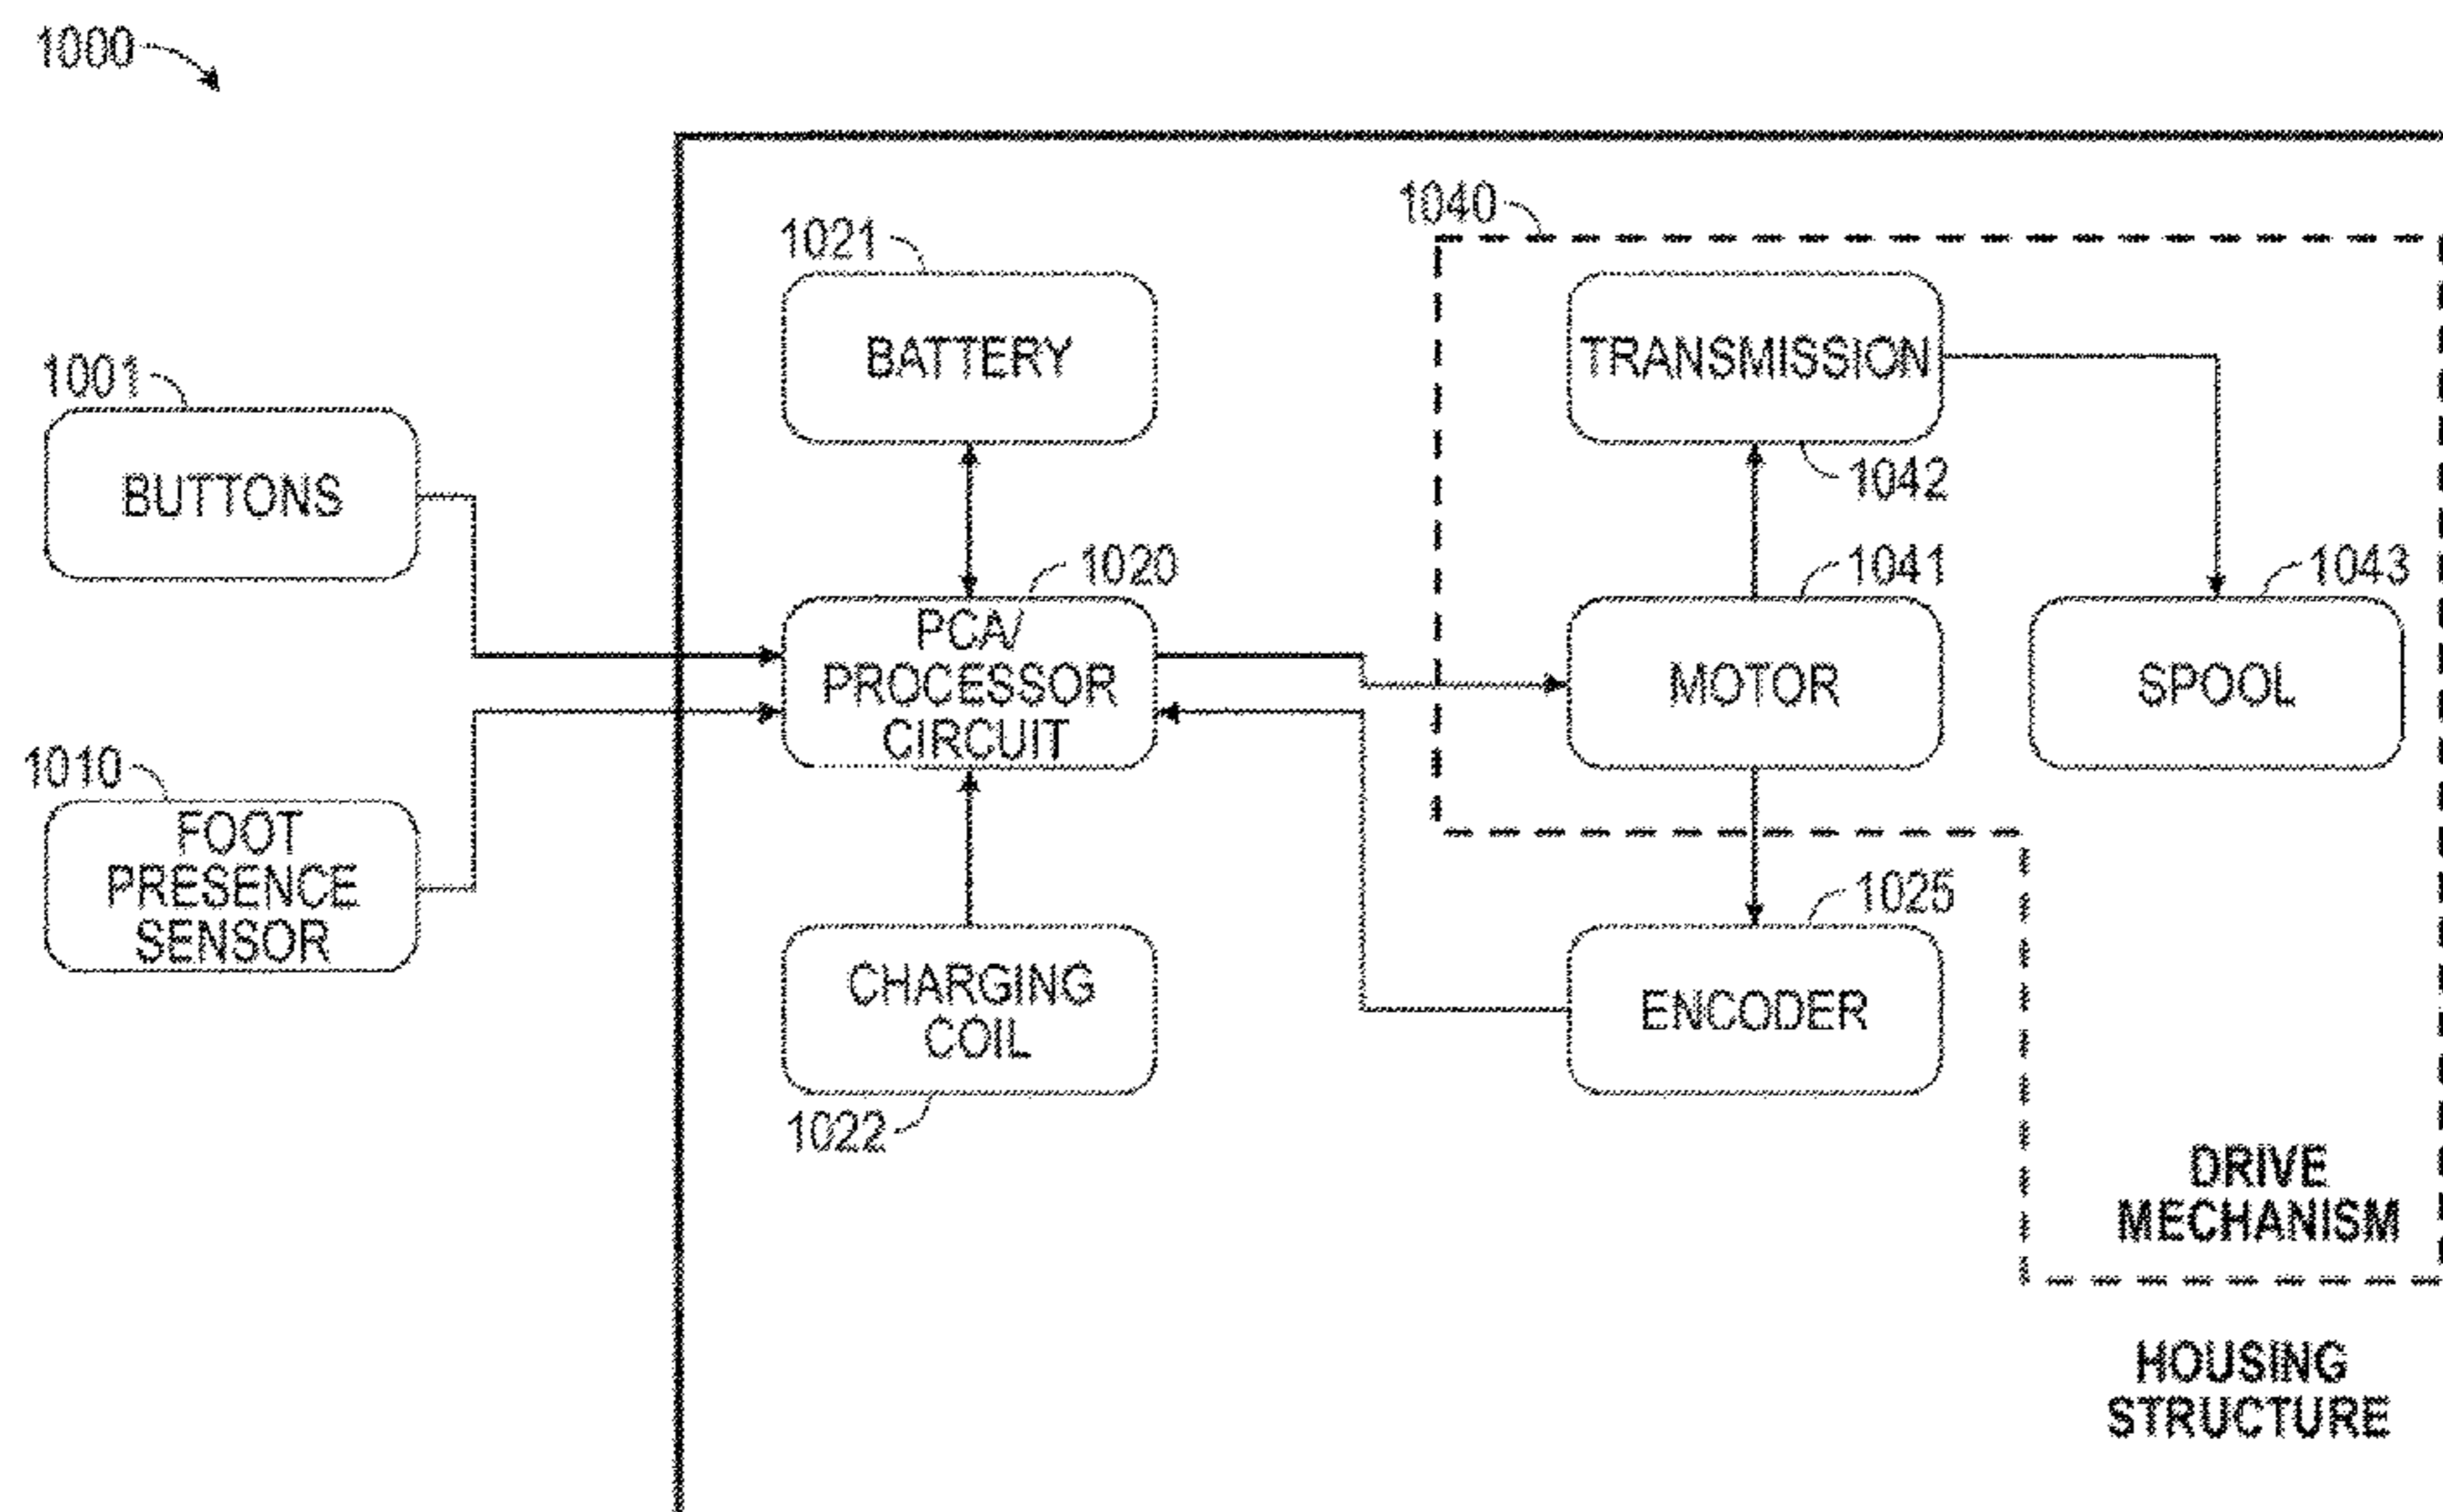 1000
1040
1021
BATTERY
TRANSMISSION
1001
BUTTONS
1042
1020
1041
1043
PCA/
PROCESSOR
CIRCUIT
MOTOR
SPOOL
1010
FOOT
PRESENCE
SENSOR
1025
CHARGING
COIL
ENCODER
1022
DRIVE
MECHANISM
HOUSING
STRUCTURE